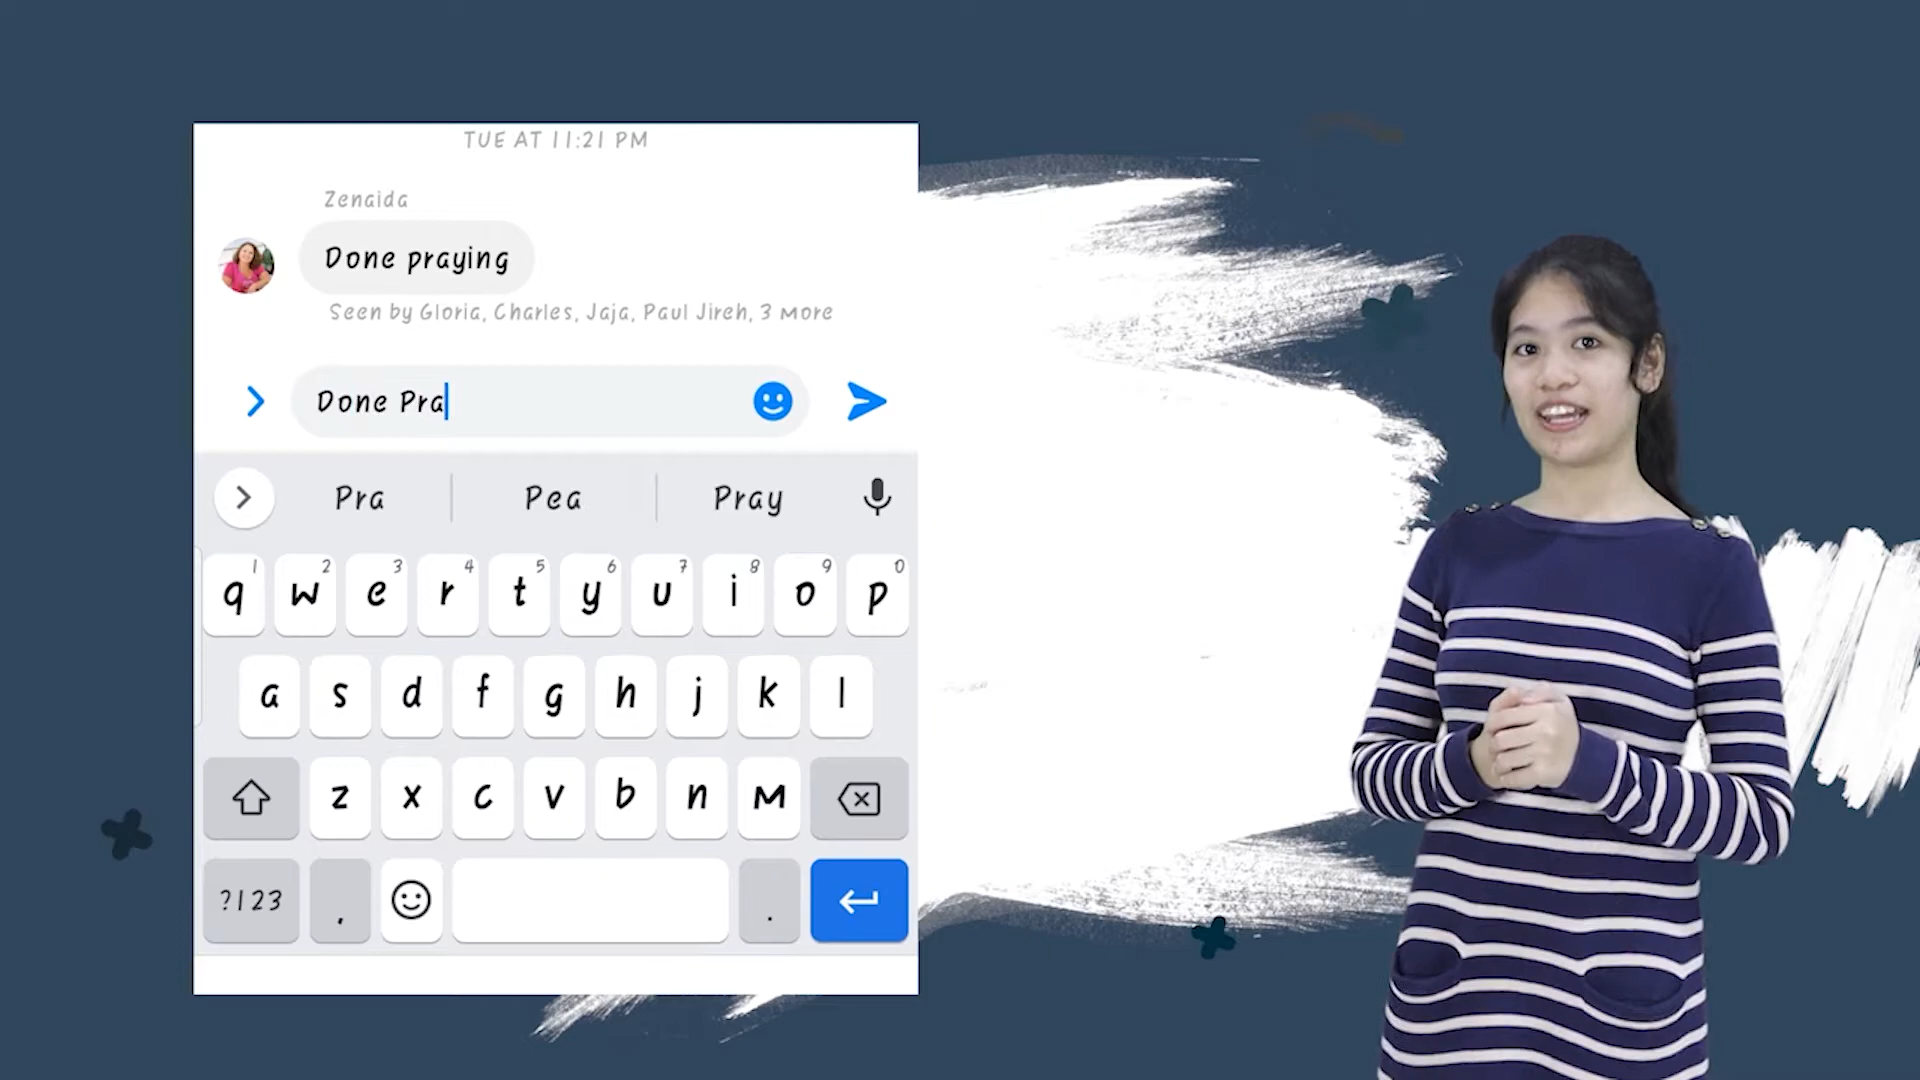 TUE AT 11:21 PM
Zenaida
Done praying
Seen by Gloria, Charles, Jaja, Paul Jireh, 3 more
Done Pra
Pra Pea Pray
1 2 3 4 5 6 7 8 9 0
q w e r t y u i o p
a s d f g h j k l
z x c v b n m
?123 , .